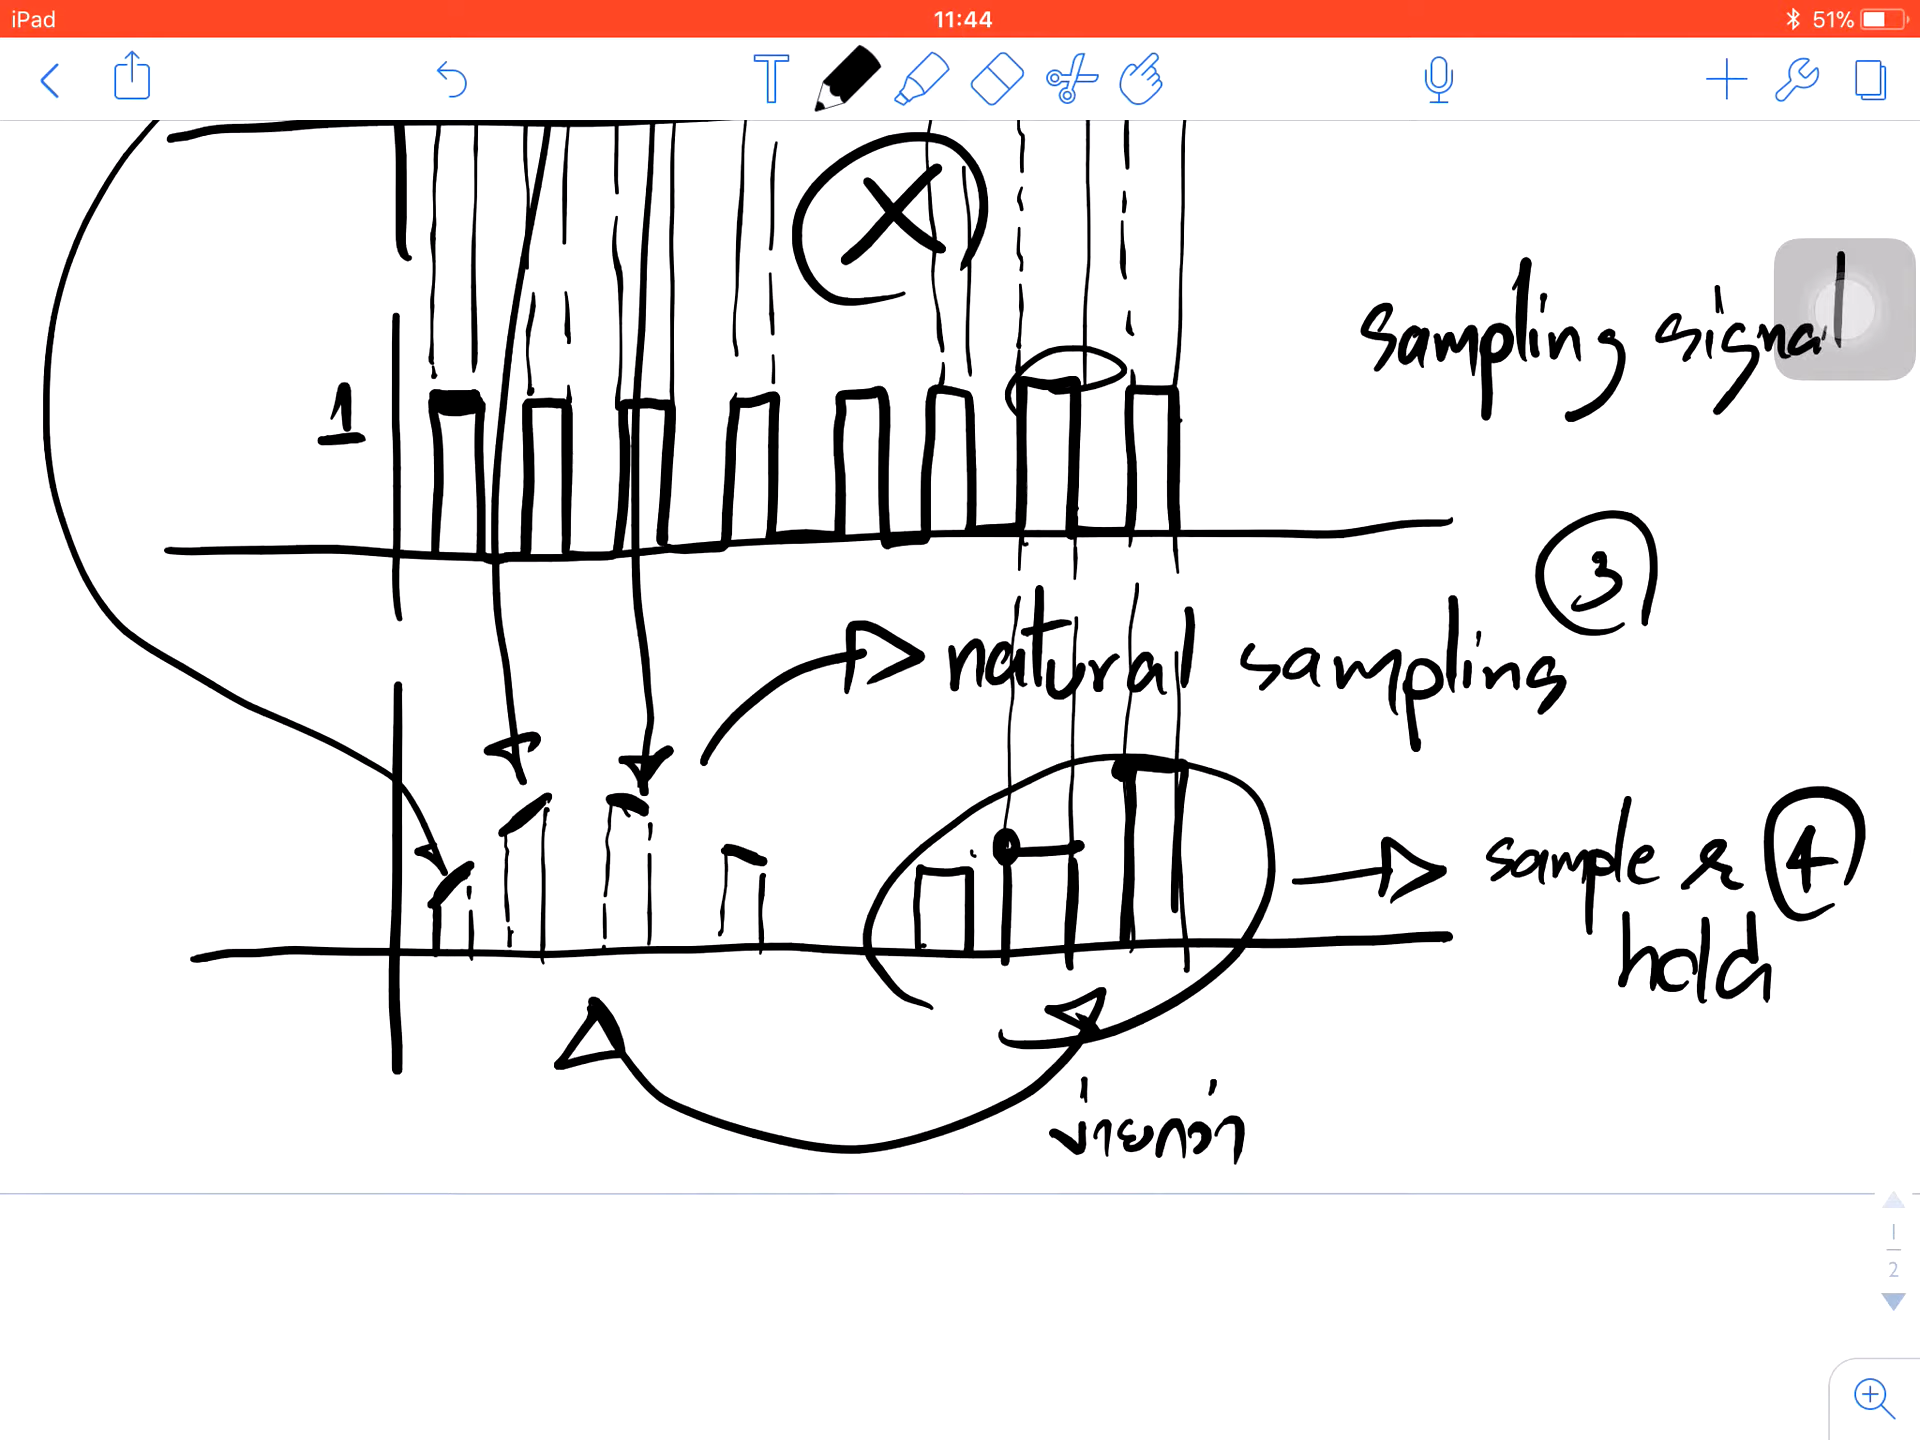 iPad 11:44 51%
T
X
sampling signal
1
3
natural sampling
sample & 4
hold
ง่ายกว่า
1
2